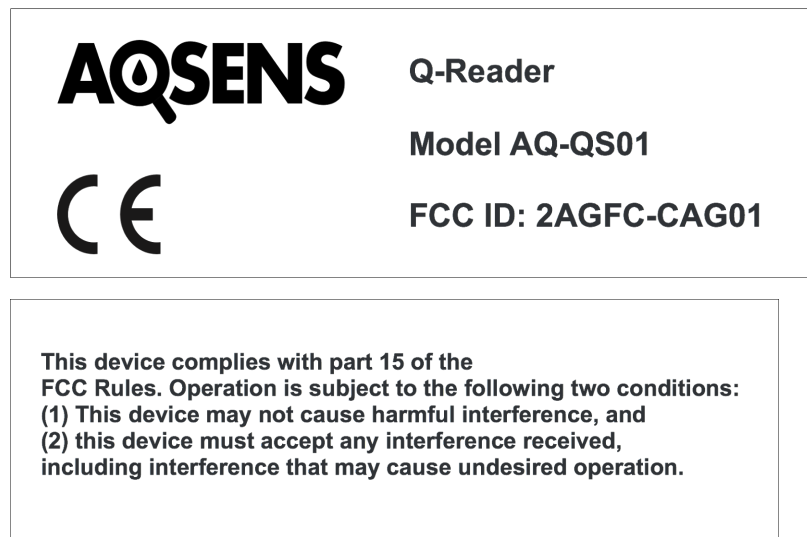 AQSENS
Q-Reader
Model AQ-QS01
CE
FCC ID: 2AGFC-CAG01
This device complies with part 15 of the
FCC Rules. Operation is subject to the following two conditions:
(1) This device may not cause harmful interference, and
(2) this device must accept any interference received,
including interference that may cause undesired operation.